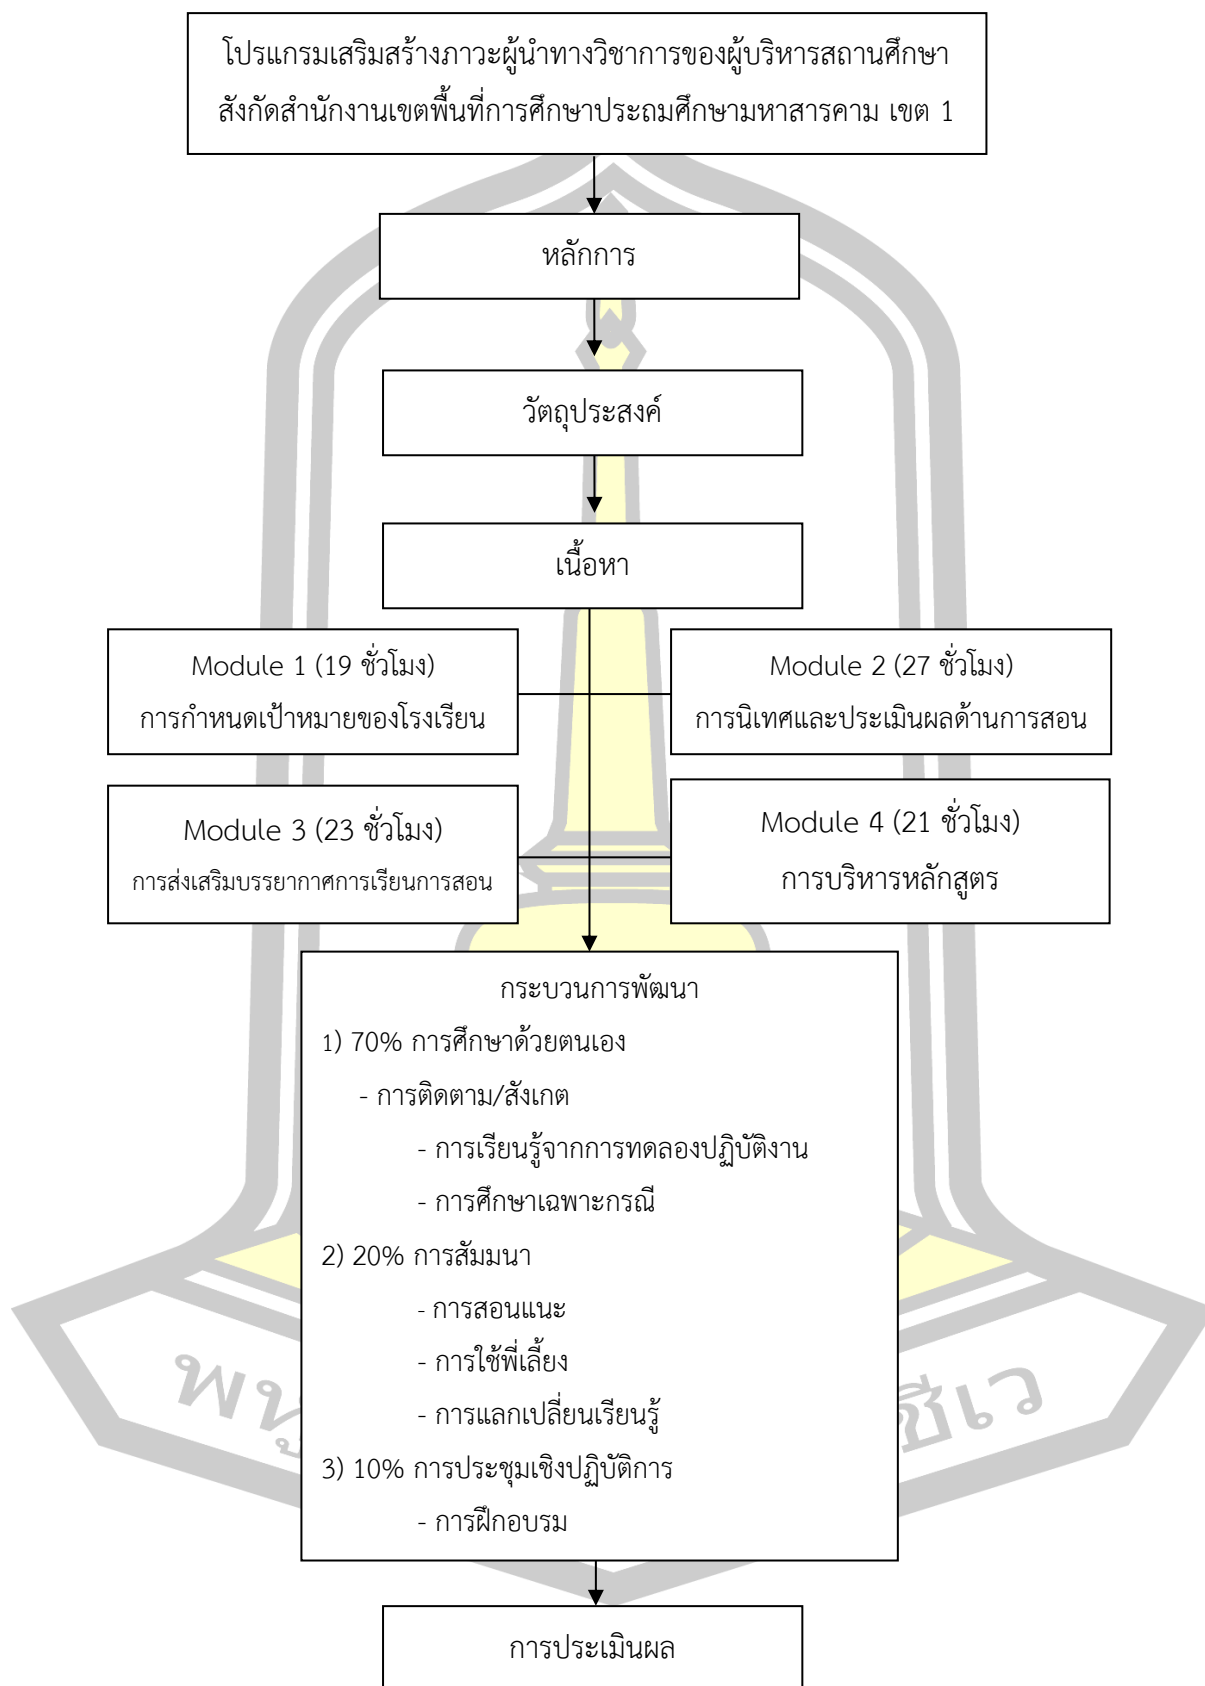 โปรแกรมเสริมสร้างภาวะผู้นำทางวิชาการของผู้บริหารสถานศึกษา
สังกัดสำนักงานเขตพื้นที่การศึกษาประถมศึกษามหาสารคาม เขต 1
หลักการ
วัตถุประสงค์
เนื้อหา
Module 1 (19 ชั่วโมง)
การกำหนดเป้าหมายของโรงเรียน
Module 2 (27 ชั่วโมง)
การนิเทศและประเมินผลด้านการสอน
Module 3 (23 ชั่วโมง)
การส่งเสริมบรรยากาศการเรียนการสอน
Module 4 (21 ชั่วโมง)
การบริหารหลักสูตร
กระบวนการพัฒนา
1) 70% การศึกษาด้วยตนเอง
- การติดตาม/สังเกต
- การเรียนรู้จากการทดลองปฏิบัติงาน
- การศึกษาเฉพาะกรณี
2) 20% การสัมมนา
- การสอนแนะ
- การใช้พี่เลี้ยง
- การแลกเปลี่ยนเรียนรู้
3) 10% การประชุมเชิงปฏิบัติการ
- การฝึกอบรม
การประเมินผล
ชีเว